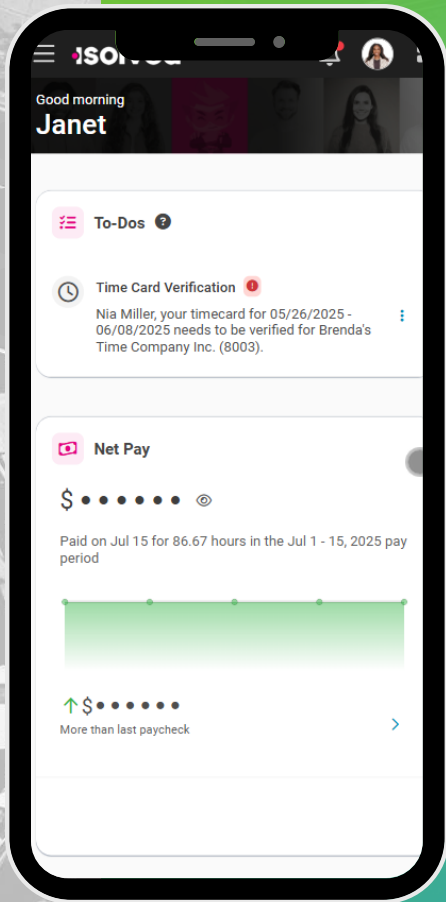 Good morning
Janet
To-Dos ?
Time Card Verification !
Nia Miller, your timecard for 05/26/2025 -
06/08/2025 needs to be verified for Brenda's
Time Company Inc. (8003).
Net Pay
$ • • • • • •
Paid on Jul 15 for 86.67 hours in the Jul 1 - 15, 2025 pay
period
↑$ • • • • • •
More than last paycheck